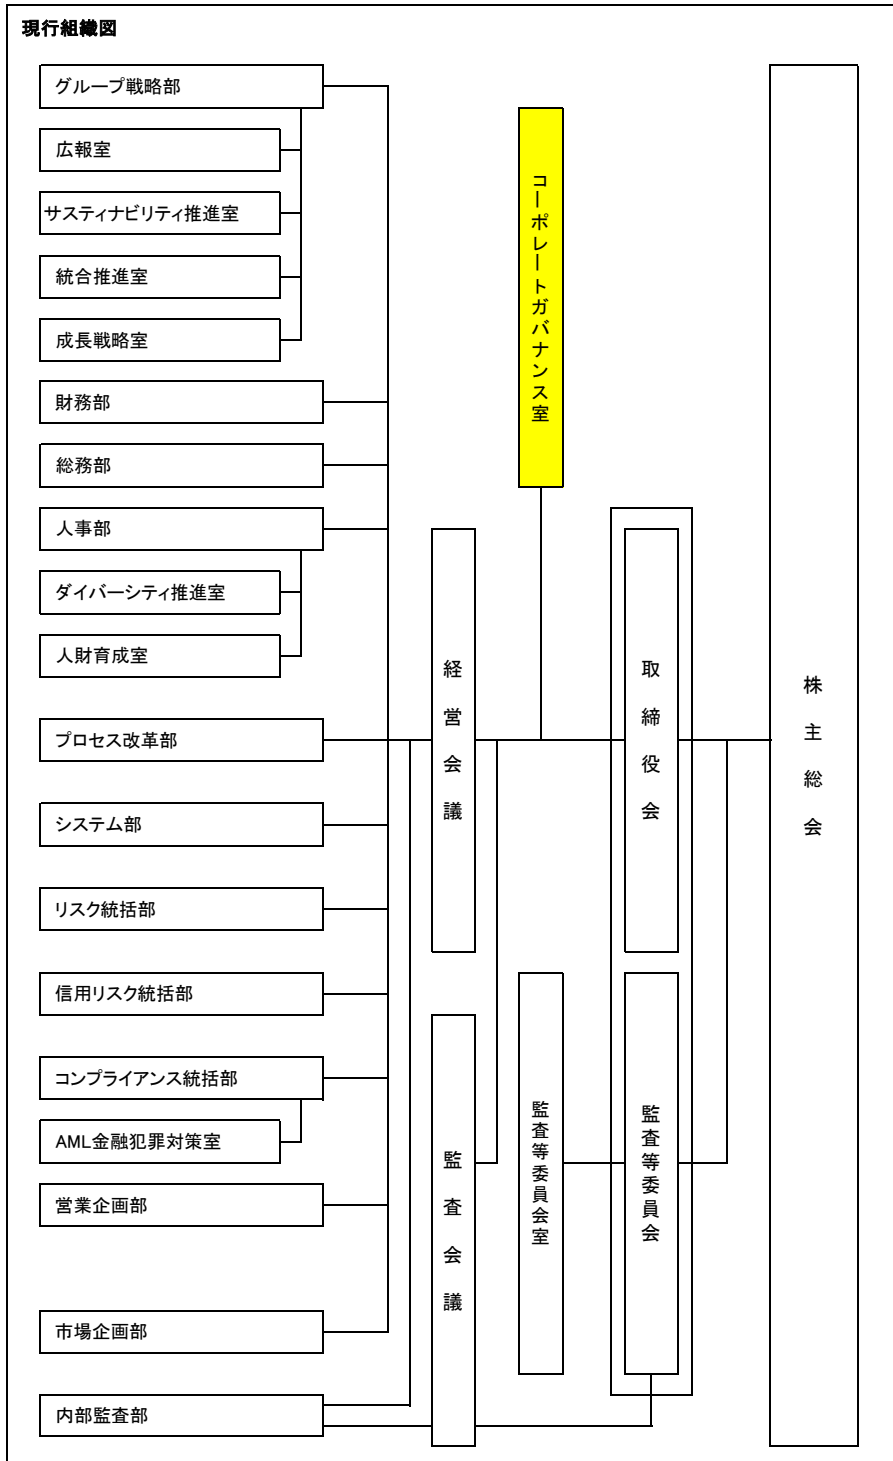 現行組織図
グループ戦略部
広報室
サスティナビリティ推進室
統合推進室
成長戦略室
財務部
総務部
人事部
ダイバーシティ推進室
人財育成室
プロセス改革部
システム部
リスク統括部
信用リスク統括部
コンプライアンス統括部
AML金融犯罪対策室
営業企画部
市場企画部
内部監査部
経営会議
監査会議
コーポレートガバナンス室
監査等委員会室
取締役会
監査等委員会
株主総会